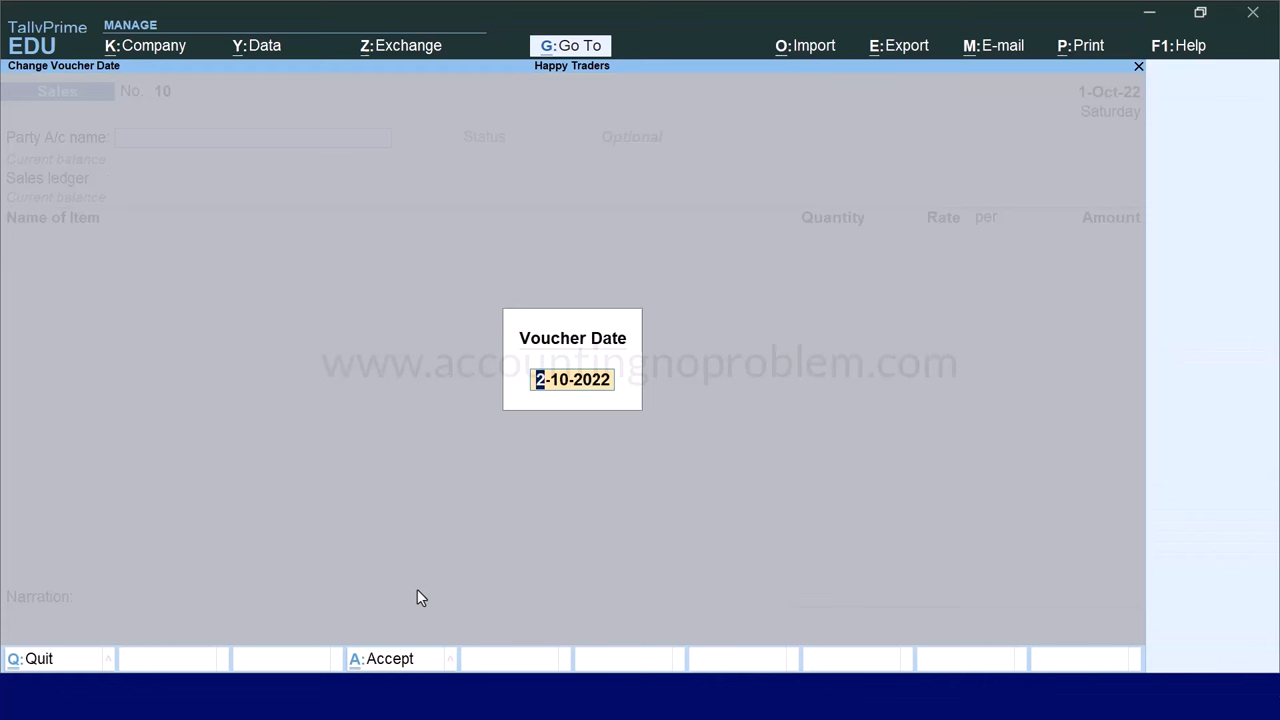 TallyPrime
MANAGE
EDU
K:Company
Y:Data
Z:Exchange
G:Go To
O:Import
E:Export
M:E-mail
P:Print
F1:Help
Change Voucher Date
Happy Traders
Sales
No. 10
1-Oct-22
Saturday
Party A/c name:
Status
Optional
Current balance
Sales ledger
Current balance
Name of Item
Quantity
Rate
per
Amount
Voucher Date
www.accountingnoproblem.com
2-10-2022
Narration:
Q:Quit
A:Accept